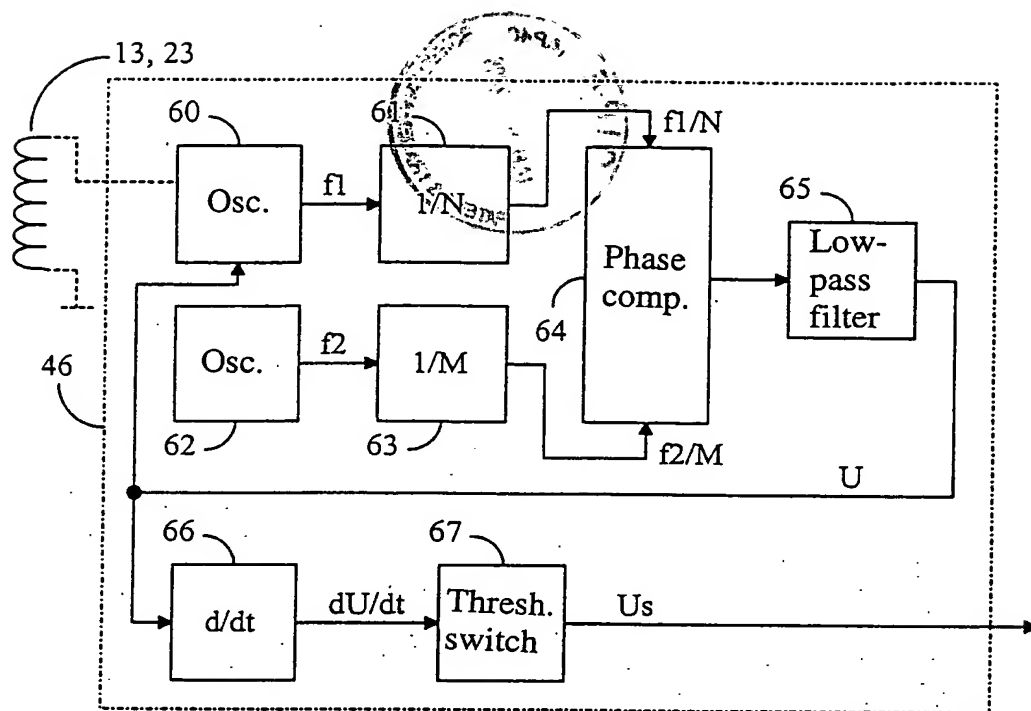 13, 23
60
61
f1/N
Osc.
f1
1/N
65
Low-
pass
filter
Phase
comp.
64
46
Osc.
f2
1/M
62
63
f2/M
U
66
67
d/dt
dU/dt
Thresh.
switch
Us